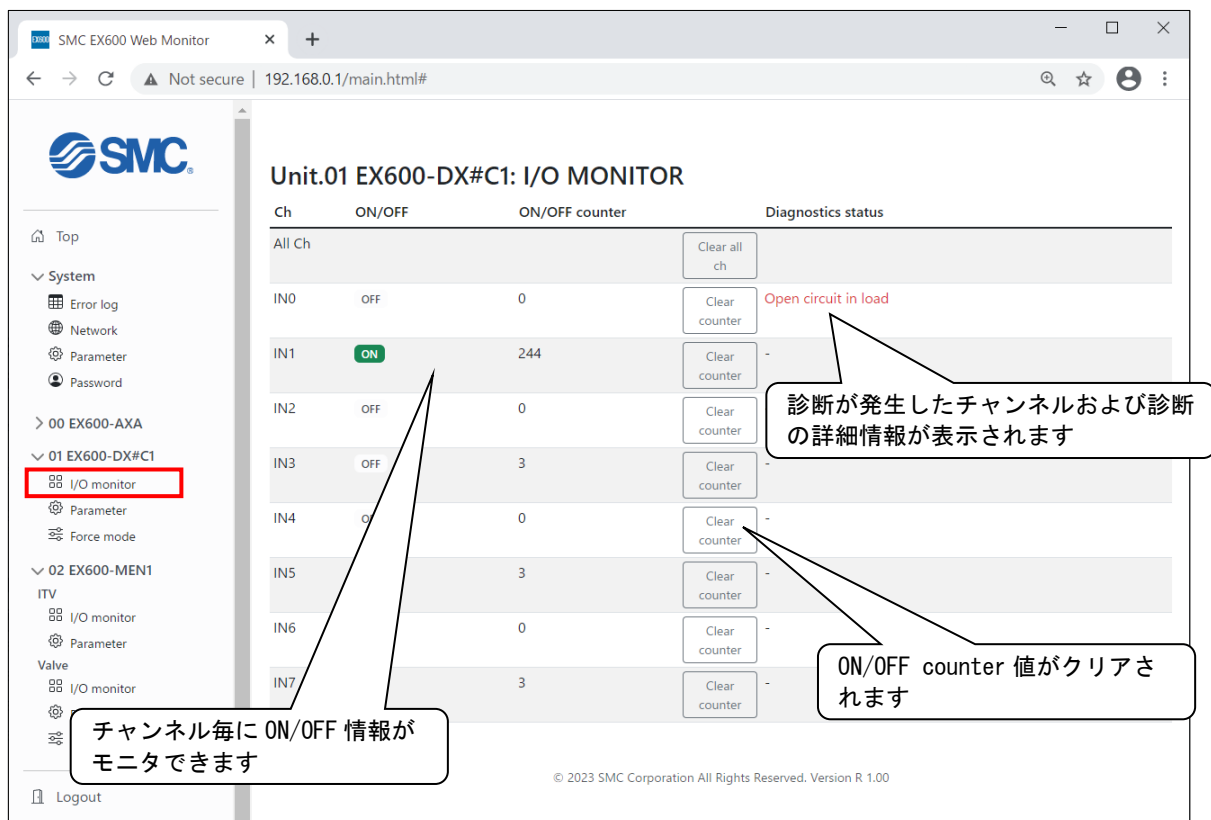 EX600 SMC EX600 Web Monitor
Not secure | 192.168.0.1/main.html#
SMC
Top
System
Error log
Network
Parameter
Password
00 EX600-AXA
01 EX600-DX#C1
I/O monitor
Parameter
Force mode
02 EX600-MEN1
ITV
I/O monitor
Parameter
Valve
I/O monitor
Logout
Unit.01 EX600-DX#C1: I/O MONITOR
Ch ON/OFF ON/OFF counter Diagnostics status
All Ch Clear all
ch
IN0 OFF 0 Clear Open circuit in load
counter
IN1 ON 244 Clear -
counter
IN2 OFF 0 Clear
counter
IN3 OFF 3 Clear -
counter
IN4 0 Clear -
counter
IN5 3 Clear -
counter
IN6 0 Clear -
counter
IN7 3 Clear -
counter
診断が発生したチャンネルおよび診断
の詳細情報が表示されます
ON/OFF counter 値がクリアさ
れます
チャンネル毎に ON/OFF 情報が
モニタできます
© 2023 SMC Corporation All Rights Reserved. Version R 1.00